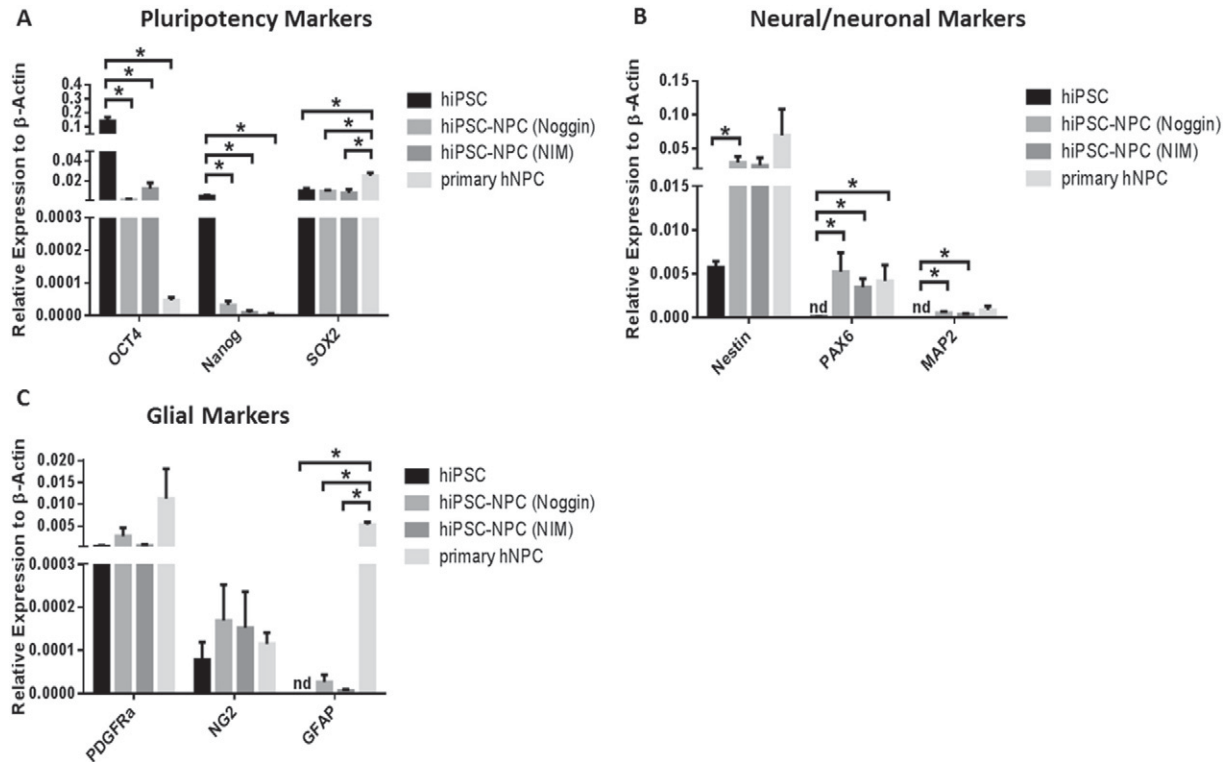 A
Pluripotency Markers
Relative Expression to β-Actin
0.4
0.3
0.2
0.1
0.04
0.02
0.0003
0.0002
0.0001
0.0000
*
*
*
*
*
*
*
*
*
OCT4
Nanog
SOX2
hiPSC
hiPSC-NPC (Noggin)
hiPSC-NPC (NIM)
primary hNPC
B
Neural/neuronal Markers
Relative Expression to β-Actin
0.15
0.10
0.05
0.015
0.010
0.005
0.000
*
*
*
*
*
*
nd
nd
Nestin
PAX6
MAP2
hiPSC
hiPSC-NPC (Noggin)
hiPSC-NPC (NIM)
primary hNPC
C
Glial Markers
Relative Expression to β-Actin
0.020
0.015
0.010
0.005
0.0003
0.0002
0.0001
0.0000
*
*
*
nd
PDGFRa
NG2
GFAP
hiPSC
hiPSC-NPC (Noggin)
hiPSC-NPC (NIM)
primary hNPC